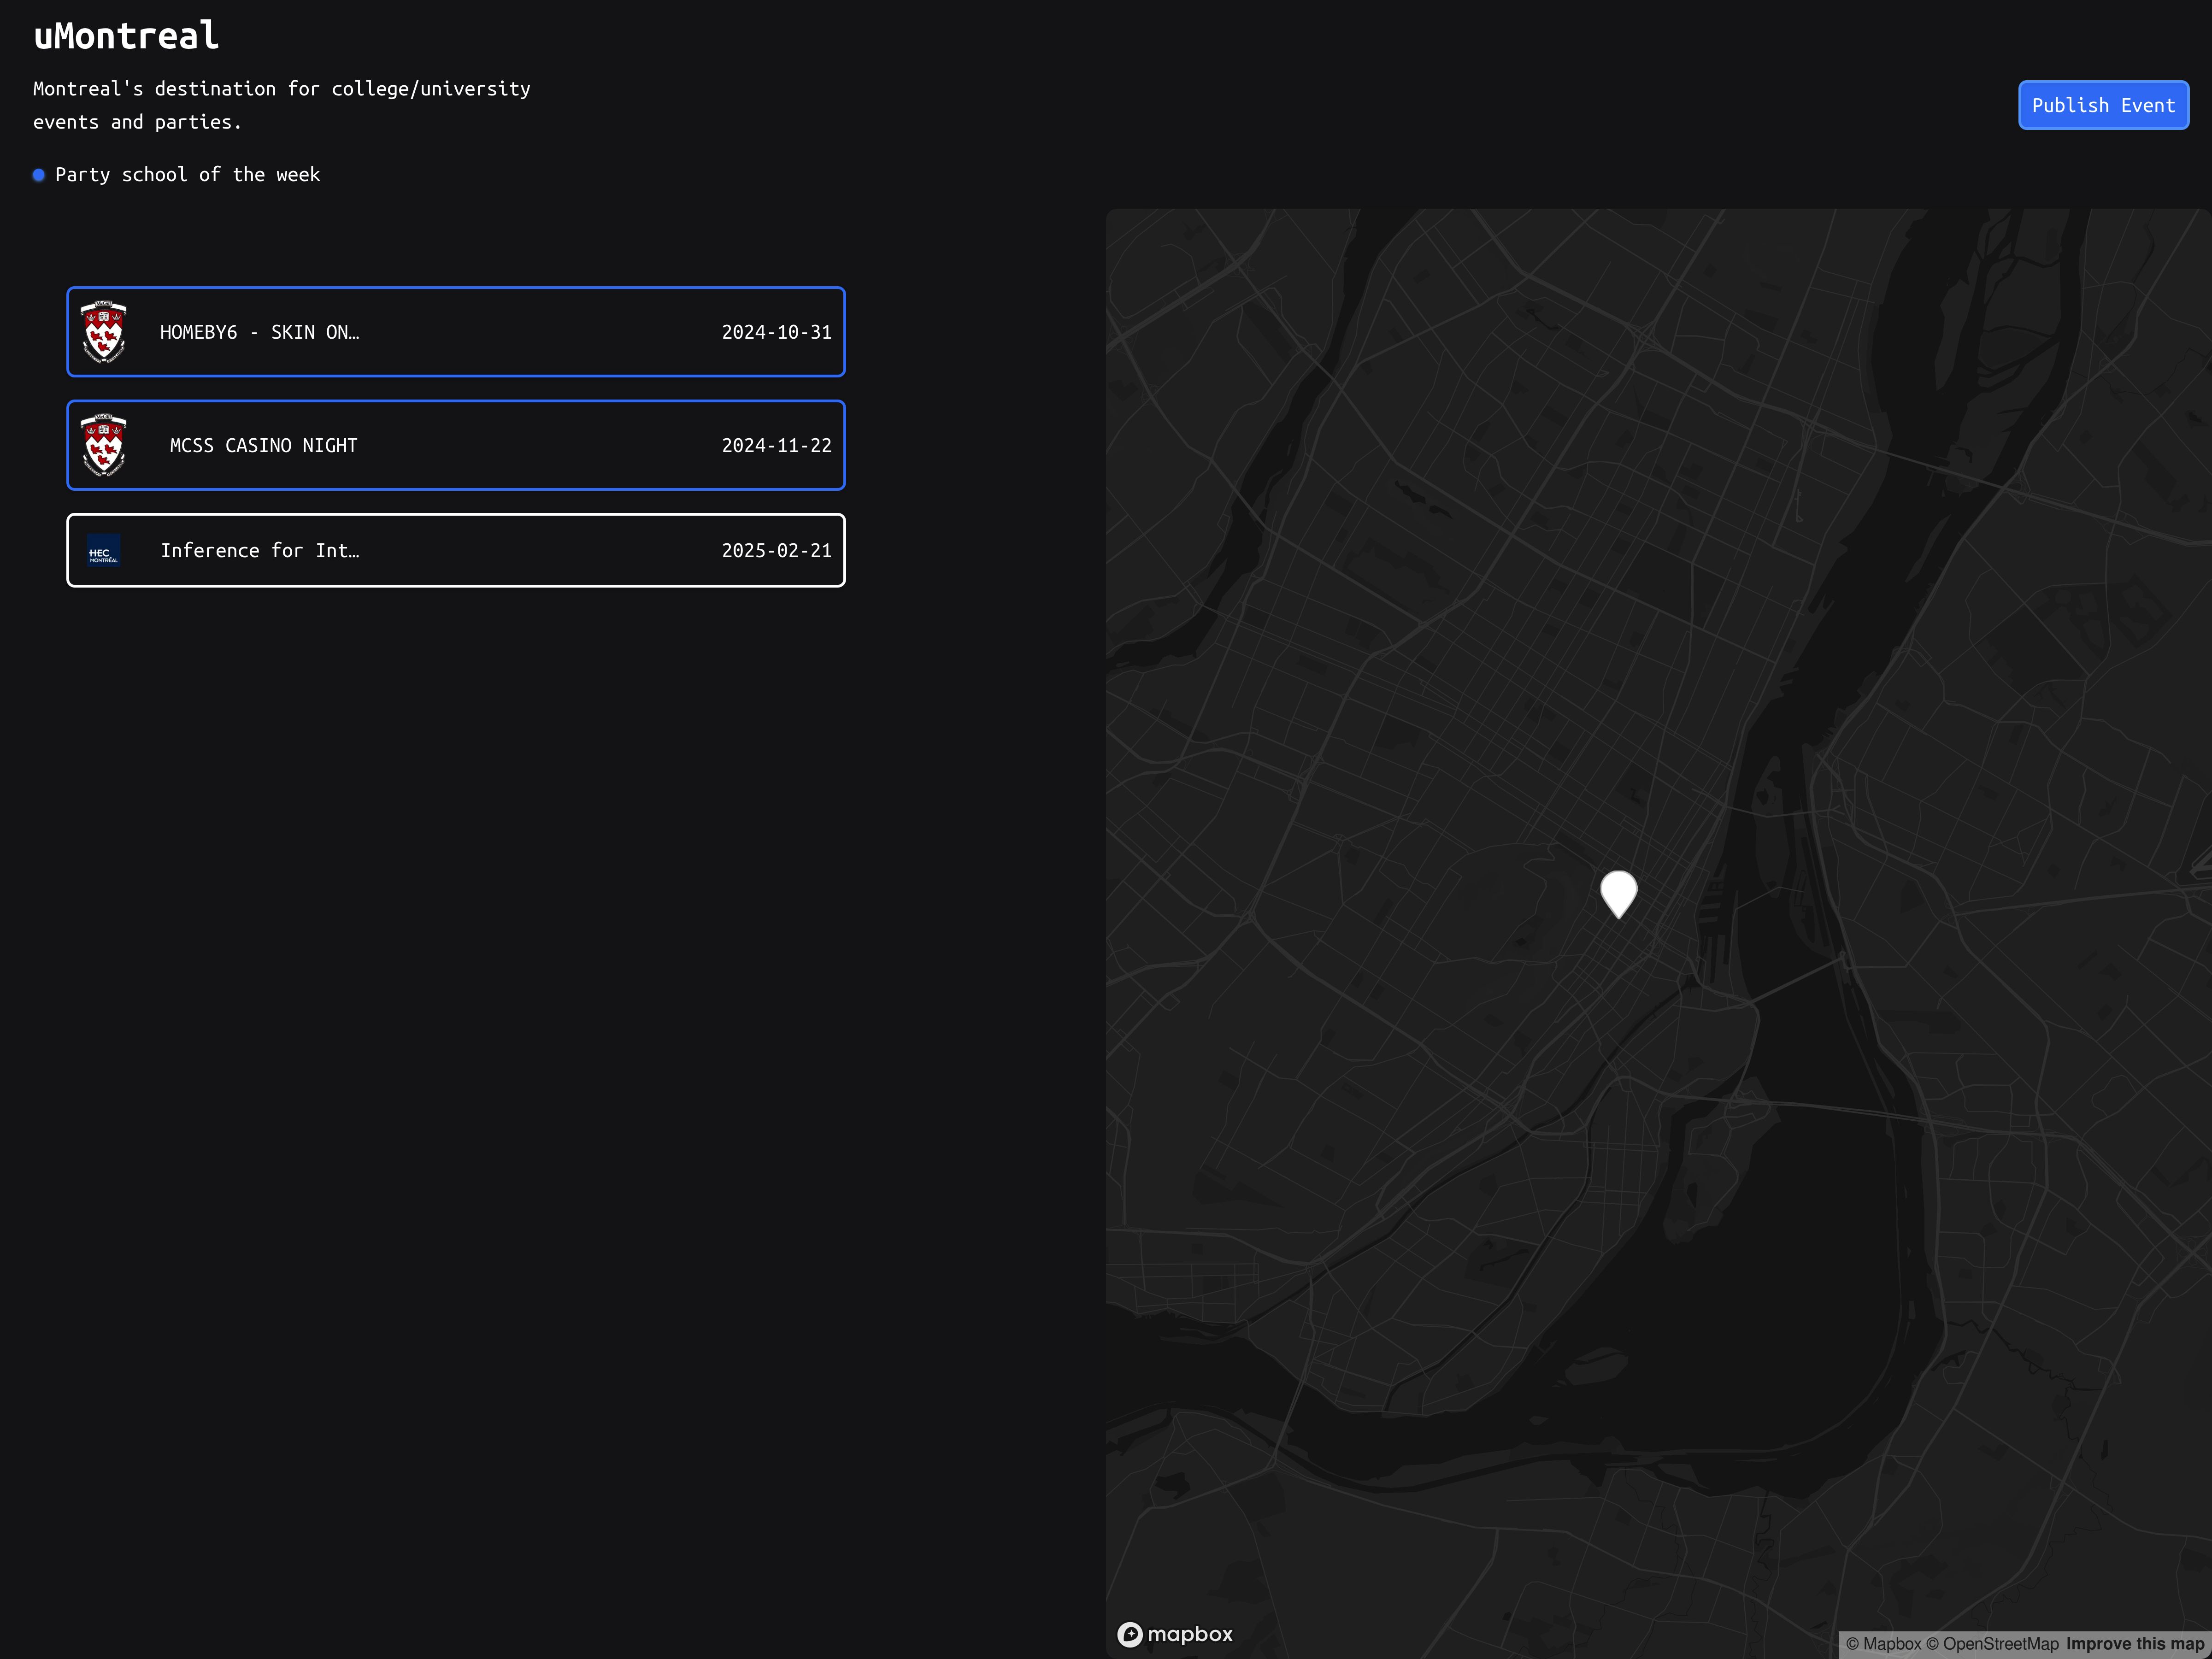 uMontreal
Montreal's destination for college/university
events and parties.
Publish Event
Party school of the week
HOMEBY6 - SKIN ON…
2024-10-31
MCSS CASINO NIGHT
2024-11-22
HEC
MONTRÉAL
Inference for Int…
2025-02-21
mapbox
© Mapbox © OpenStreetMap Improve this map